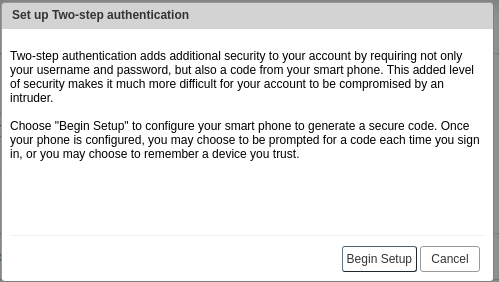 Set up Two-step authentication
Two-step authentication adds additional security to your account by requiring not only
your username and password, but also a code from your smart phone. This added level
of security makes it much more difficult for your account to be compromised by an
intruder.
Choose "Begin Setup" to configure your smart phone to generate a secure code. Once
your phone is configured, you may choose to be prompted for a code each time you sign
in, or you may choose to remember a device you trust.
Begin Setup
Cancel